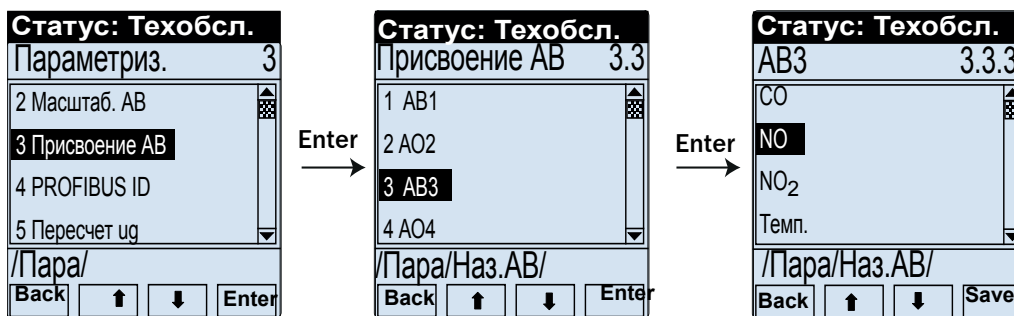 Статус: Техобсл.
Параметриз. 3
2 Масштаб. АВ
3 Присвоение АВ
4 PROFIBUS ID
5 Пересчет ug
/Пара/
Back ⬆ ⬇ Enter
Enter
Статус: Техобсл.
Присвоение АВ 3.3
1 АВ1
2 АО2
3 АВ3
4 АО4
/Пара/Наз.АВ/
Back ⬆ ⬇ Enter
Enter
Статус: Техобсл.
АВ3 3.3.3
CO
NO
NO₂
Темп.
/Пара/Наз.АВ/
Back ⬆ ⬇ Save